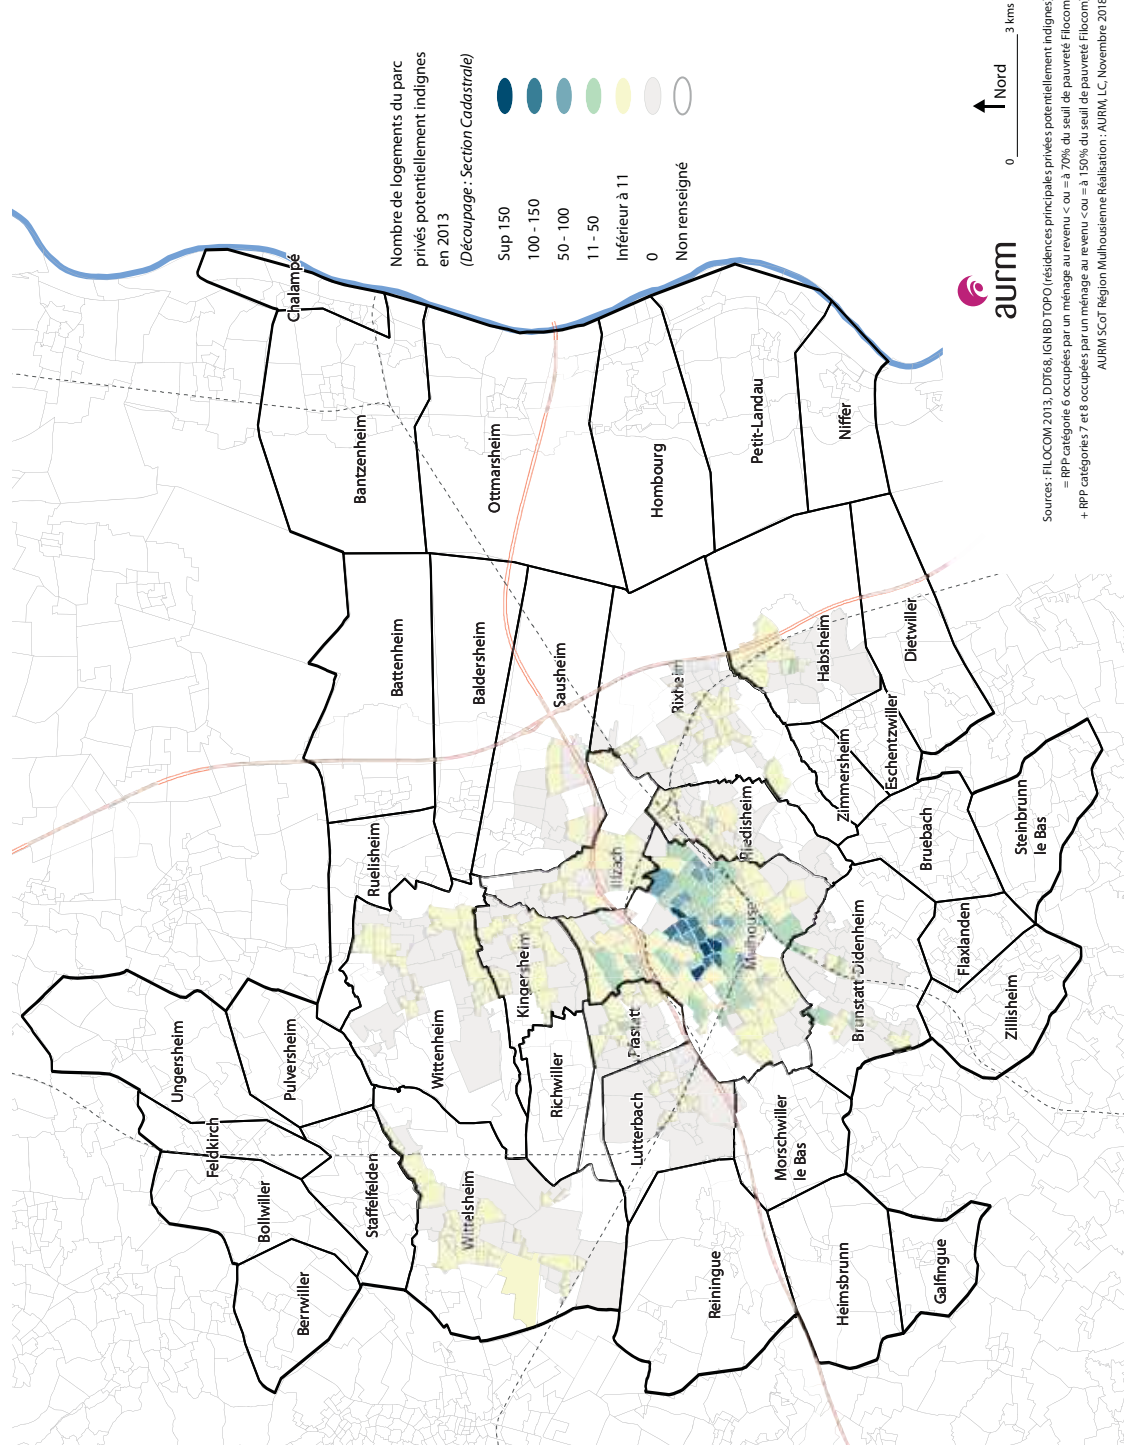 Nombre de logements du parc
privés potentiellement indignes
en 2013
(Découpage : Section Cadastrale)
Sup 150
100 - 150
50 - 100
11 - 50
Inférieur à 11
0
Non renseigné
Ungersheim
Feldkirch
Bollwiller
Berrwiller
Pulversheim
Staffelfelden
Ruelisheim
Battenheim
Bantzenheim
Chalampé
Wittenheim
Wittelsheim
Baldersheim
Ottmarsheim
Kingersheim
Richwiller
Sausheim
Illzach
Pfastatt
Lutterbach
Hombourg
Rixheim
Riedisheim
Mulhouse
Reiningue
Morschwiller
le Bas
Petit-Landau
Habsheim
Niffer
Zimmersheim
Brunstatt-Didenheim
Heimsbrunn
Eschentzwiller
Dietwiller
Bruebach
Galfingue
Flaxlanden
Zillisheim
Steinbrunn
le Bas
Nord
0
3 kms
aurm
Sources : FILOCOM 2013, DDT68, IGN BD TOPO (résidences principales privées potentiellement indignes)
= RPP catégorie 6 occupées par un ménage au revenu < ou = à 70% du seuil de pauvreté Filocom
+ RPP catégories 7 et 8 occupées par un ménage au revenu < ou = à 150% du seuil de pauvreté Filocom)
AURM SCoT Région Mulhousienne Réalisation : AURM, LC, Novembre 2018